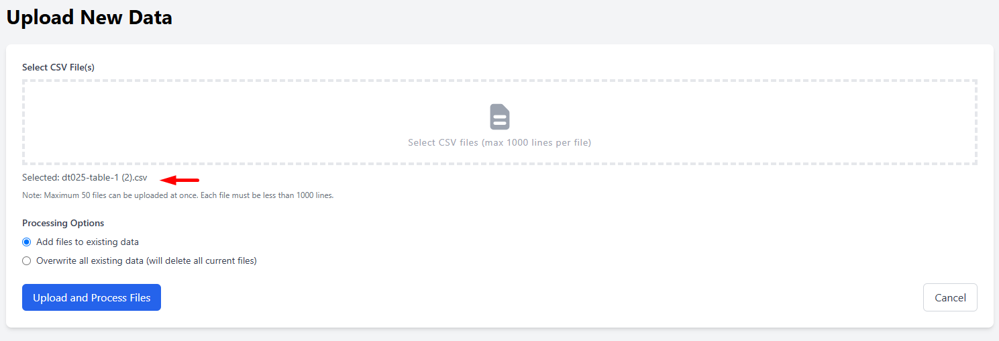 Upload New Data
Select CSV File(s)
Select CSV files (max 1000 lines per file)
Selected: dt025-table-1 (2).csv
Note: Maximum 50 files can be uploaded at once. Each file must be less than 1000 lines.
Processing Options
Add files to existing data
Overwrite all existing data (will delete all current files)
Upload and Process Files
Cancel